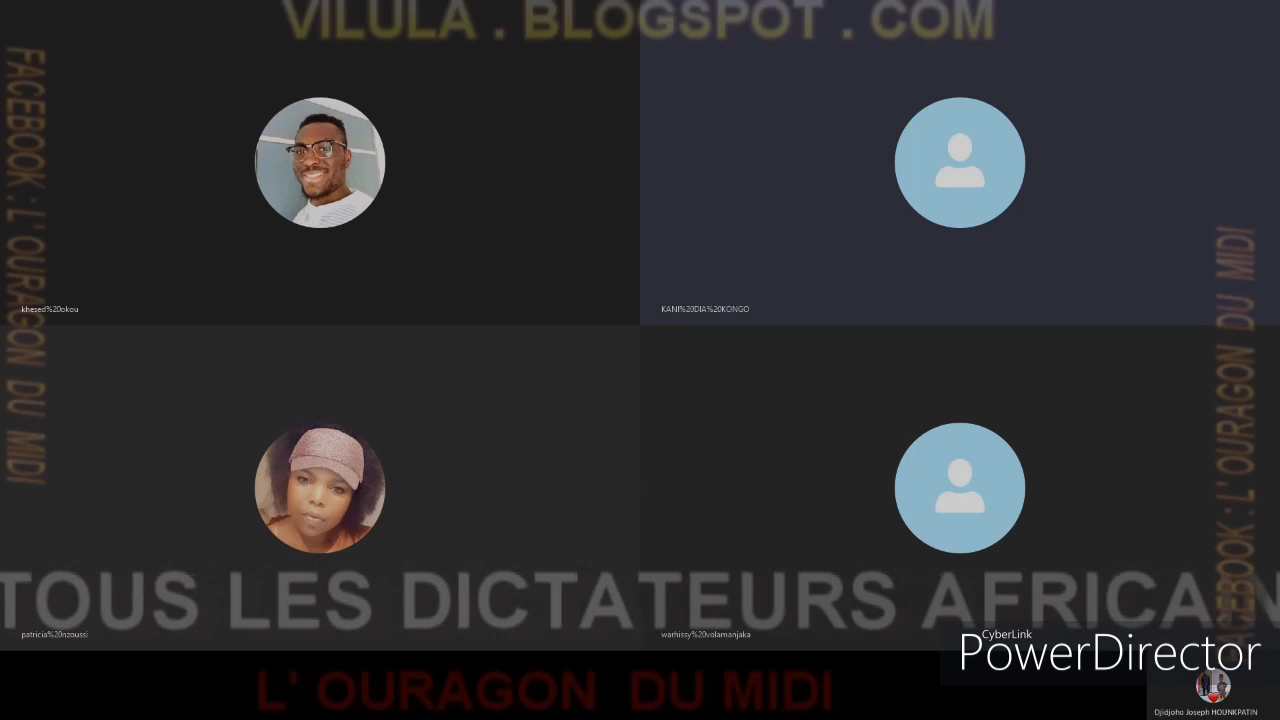 VILULA . BLOGSPOT . COM
FACEBOOK : L' OURAGON DU MIDI
khesed%20okou
KANI%20DIA%20KONGO
FACEBOOK : L' OURAGON DU MIDI
TOUS LES DICTATEURS AFRICAIN
patricia%20nzoussi
warhissy%20volamanjaka
CyberLink
PowerDirector
L' OURAGON DU MIDI
Djidjoho Joseph HOUNKPATIN